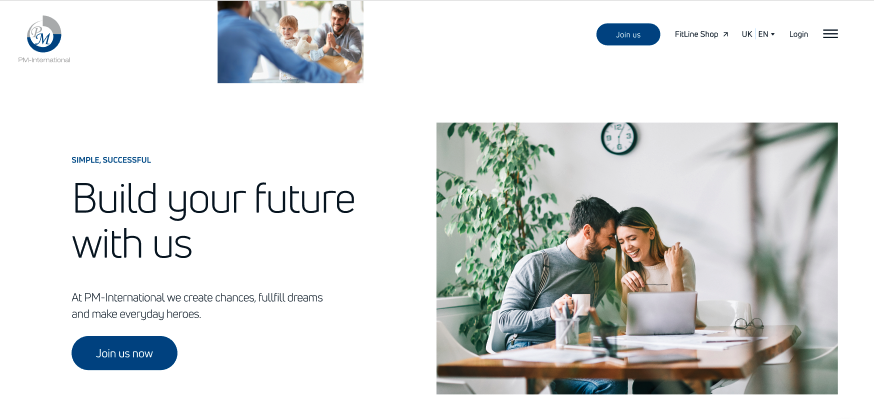 PM
PM-International
Join us
FitLine Shop
UK
EN
Login
SIMPLE, SUCCESSFUL
Build your future
with us
At PM-International we create chances, fullfill dreams
and make everyday heroes.
Join us now